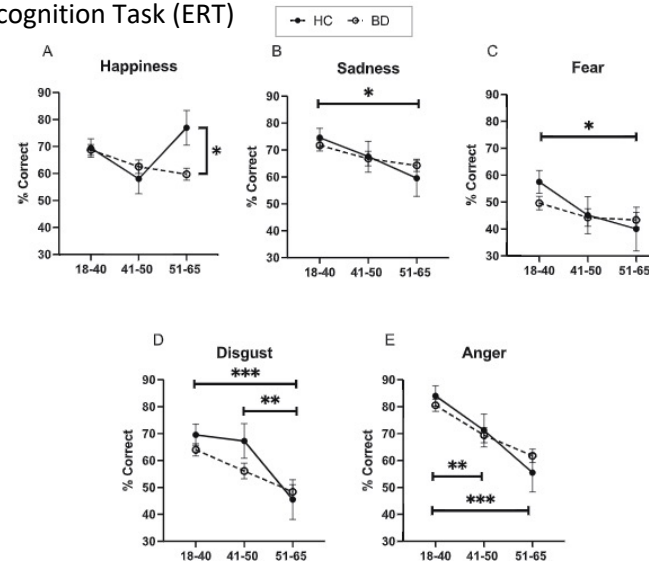 cognition Task (ERT)
HC BD
A
Happiness
% Correct
90
80
70
60
50
40
30
*
18-40 41-50 51-65
B
Sadness
% Correct
90
80
70
60
50
40
30
*
18-40 41-50 51-65
C
Fear
% Correct
90
80
70
60
50
40
30
*
18-40 41-50 51-65
D
Disgust
% Correct
90
80
70
60
50
40
30
***
**
18-40 41-50 51-65
E
Anger
% Correct
90
80
70
60
50
40
30
**
***
18-40 41-50 51-65